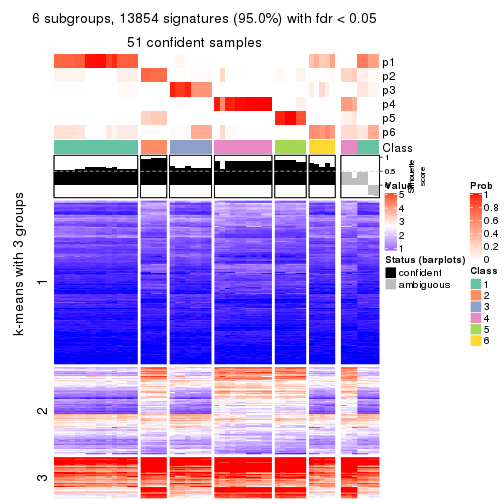 6 subgroups, 13854 signatures (95.0%) with fdr < 0.05
51 confident samples
p1
p2
p3
p4
p5
p6
Class
1
0.5
0
Silhouette
score
k-means with 3 groups
1
2
3
Value
5
4
3
2
1
Status (barplots)
confident
ambiguous
Prob
1
0.8
0.6
0.4
0.2
0
Class
1
2
3
4
5
6